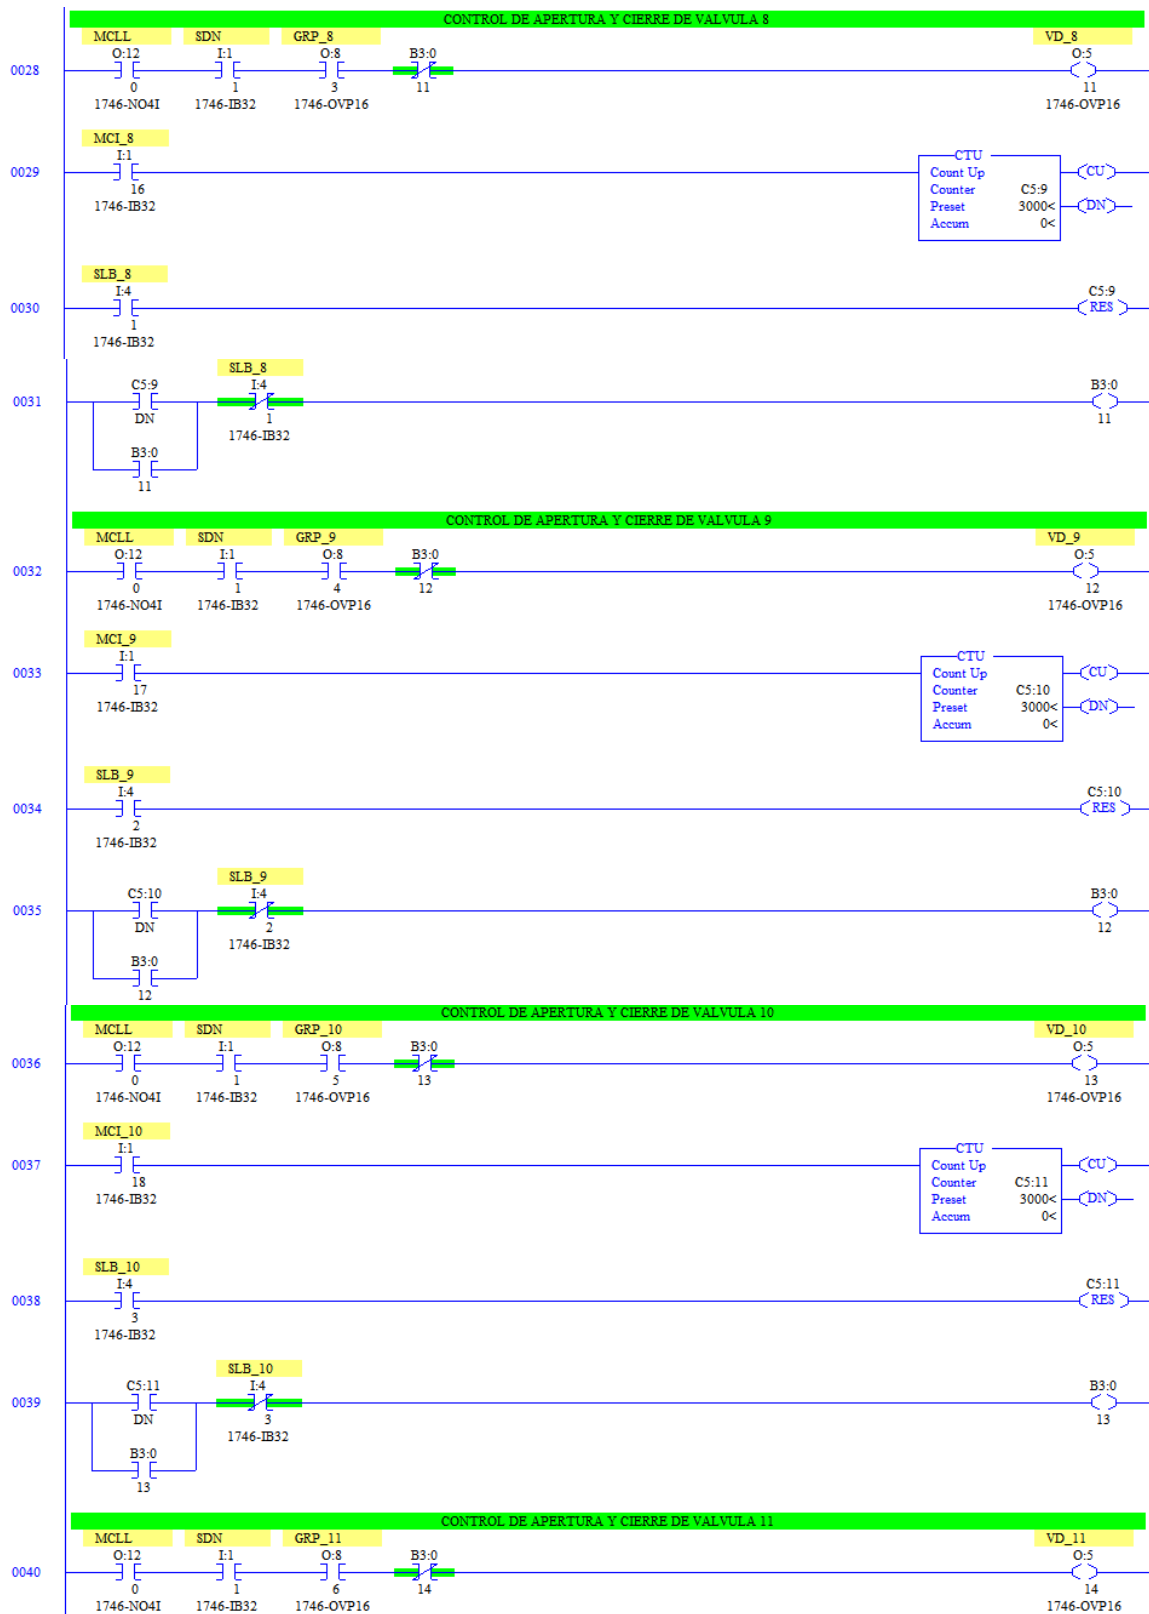 CONTROL DE APERTURA Y CIERRE DE VALVULA 8
MCLL SDN GRP_8 VD_8
O:12 I:1 O:8 B3:0 O:5
0028
0 1 3 11 11
1746-NO4I 1746-IB32 1746-OVP16 1746-OVP16
MCI_8
I:1
0029
16
1746-IB32
CTU
Count Up
Counter C5:9
Preset 3000<
Accum 0<
CU
DN
SLB_8
I:4 C5:9
0030 RES
1
1746-IB32
SLB_8
C5:9 I:4 B3:0
0031
DN 1 11
1746-IB32
B3:0
11
CONTROL DE APERTURA Y CIERRE DE VALVULA 9
MCLL SDN GRP_9 VD_9
O:12 I:1 O:8 B3:0 O:5
0032
0 1 4 12 12
1746-NO4I 1746-IB32 1746-OVP16 1746-OVP16
MCI_9
I:1
0033
17
1746-IB32
CTU
Count Up
Counter C5:10
Preset 3000<
Accum 0<
CU
DN
SLB_9
I:4 C5:10
0034 RES
2
1746-IB32
SLB_9
C5:10 I:4 B3:0
0035
DN 2 12
1746-IB32
B3:0
12
CONTROL DE APERTURA Y CIERRE DE VALVULA 10
MCLL SDN GRP_10 VD_10
O:12 I:1 O:8 B3:0 O:5
0036
0 1 5 13 13
1746-NO4I 1746-IB32 1746-OVP16 1746-OVP16
MCI_10
I:1
0037
18
1746-IB32
CTU
Count Up
Counter C5:11
Preset 3000<
Accum 0<
CU
DN
SLB_10
I:4 C5:11
0038 RES
3
1746-IB32
SLB_10
C5:11 I:4 B3:0
0039
DN 3 13
1746-IB32
B3:0
13
CONTROL DE APERTURA Y CIERRE DE VALVULA 11
MCLL SDN GRP_11 VD_11
O:12 I:1 O:8 B3:0 O:5
0040
0 1 6 14 14
1746-NO4I 1746-IB32 1746-OVP16 1746-OVP16